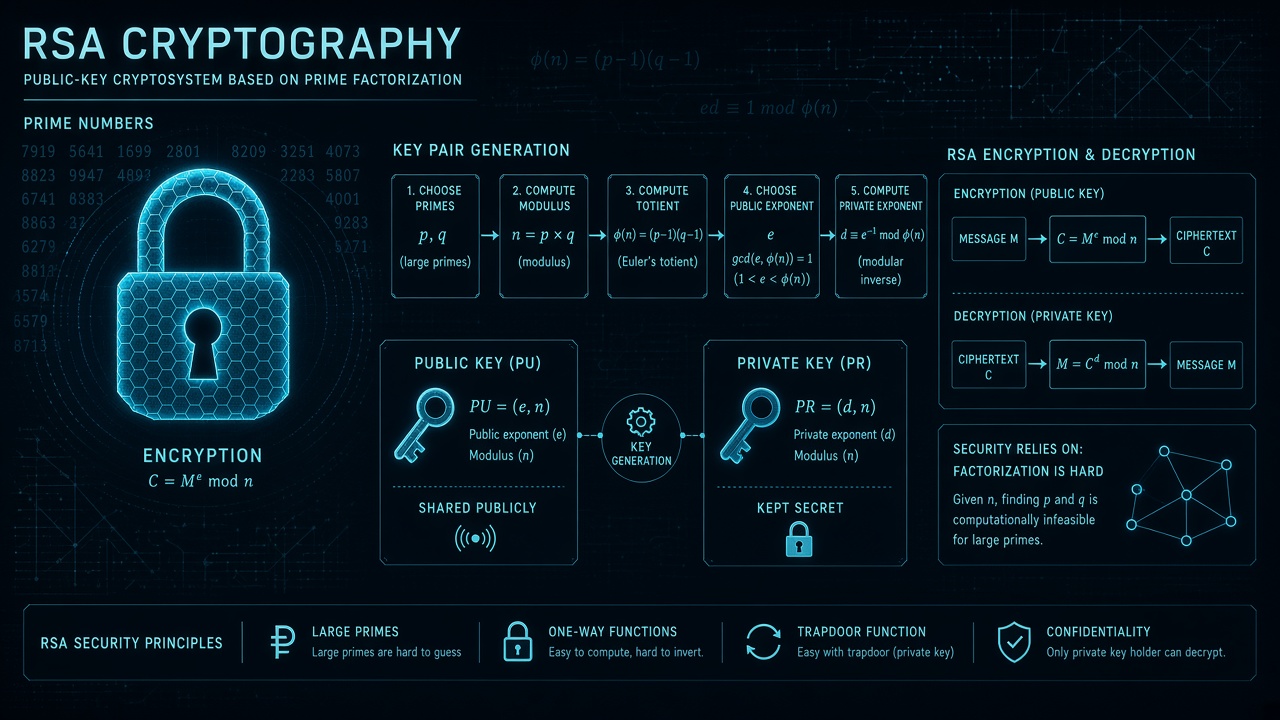 RSA CRYPTOGRAPHY
PUBLIC-KEY CRYPTOSYSTEM BASED ON PRIME FACTORIZATION
ϕ(n) = (p−1)(q−1)
ed ≡ 1 mod ϕ(n)
PRIME NUMBERS
7919 5641 1699 2801 8209 3251 4073
8823 9947 2283 5807
6741 6383 4001
8863 9283
6279
ENCRYPTION
C = Mᵉ mod n
KEY PAIR GENERATION
1. CHOOSE
PRIMES
p, q
(large primes)
2. COMPUTE
MODULUS
n = p × q
(modulus)
3. COMPUTE
TOTIENT
ϕ(n) = (p−1)(q−1)
(Euler's totient)
4. CHOOSE
PUBLIC EXPONENT
e
gcd(e, ϕ(n)) = 1
(1 < e < ϕ(n))
5. COMPUTE
PRIVATE EXPONENT
d ≡ e⁻¹ mod ϕ(n)
(modular
inverse)
PUBLIC KEY (PU)
PU = (e, n)
Public exponent (e)
Modulus (n)
SHARED PUBLICLY
KEY
GENERATION
PRIVATE KEY (PR)
PR = (d, n)
Private exponent (d)
Modulus (n)
KEPT SECRET
RSA ENCRYPTION & DECRYPTION
ENCRYPTION (PUBLIC KEY)
MESSAGE M
C = Mᵉ mod n
CIPHERTEXT
C
DECRYPTION (PRIVATE KEY)
CIPHERTEXT
C
M = Cᵈ mod n
MESSAGE M
SECURITY RELIES ON:
FACTORIZATION IS HARD
Given n, finding p and q is
computationally infeasible
for large primes.
RSA SECURITY PRINCIPLES
LARGE PRIMES
Large primes are hard to guess
ONE-WAY FUNCTIONS
Easy to compute, hard to invert.
TRAPDOOR FUNCTION
Easy with trapdoor (private key)
CONFIDENTIALITY
Only private key holder can decrypt.